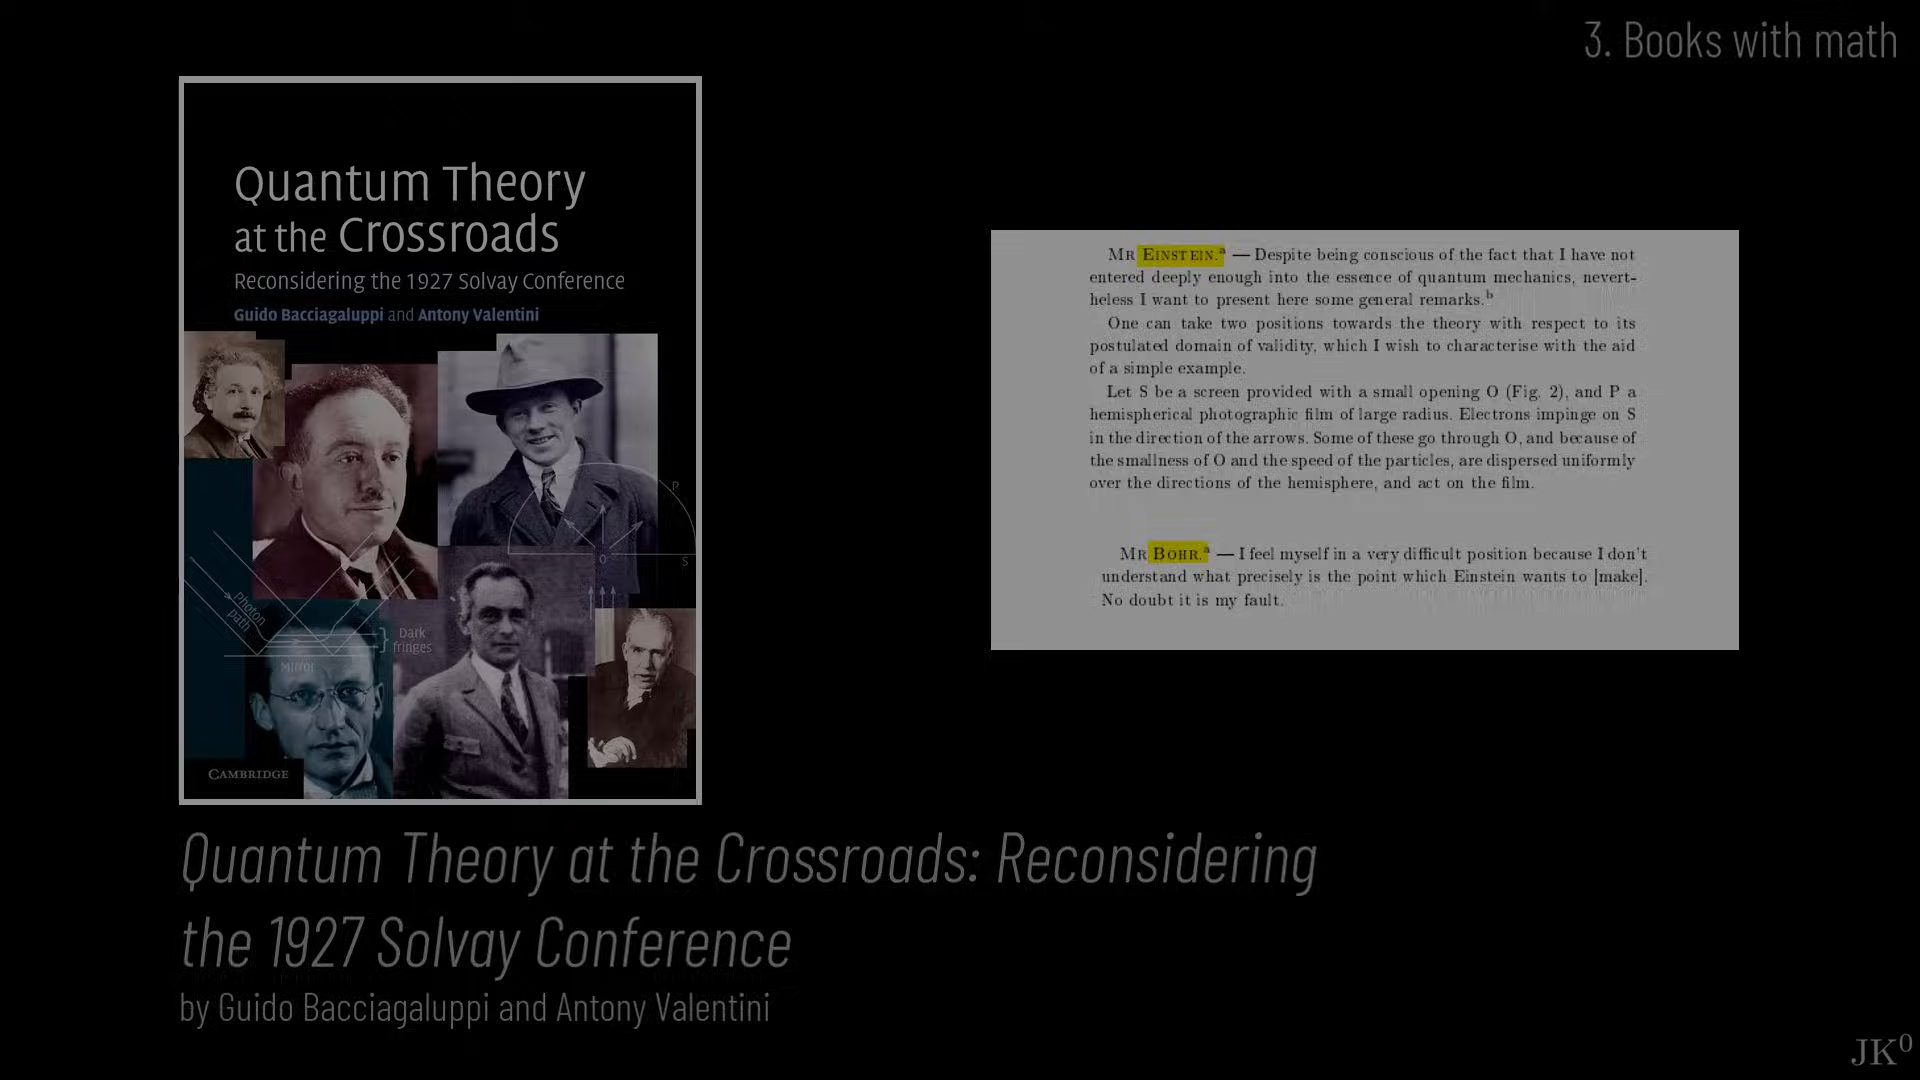 3. Books with math
Quantum Theory
at the Crossroads
Reconsidering the 1927 Solvay Conference
Guido Bacciagaluppi and Antony Valentini
P
O
S
Photon
path
Dark
fringes
Mirror
CAMBRIDGE
MR EINSTEIN.ᵃ — Despite being conscious of the fact that I have not
entered deeply enough into the essence of quantum mechanics, nevert-
heless I want to present here some general remarks.ᵇ
One can take two positions towards the theory with respect to its
postulated domain of validity, which I wish to characterise with the aid
of a simple example.
Let S be a screen provided with a small opening O (Fig. 2), and P a
hemispherical photographic film of large radius. Electrons impinge on S
in the direction of the arrows. Some of these go through O, and because of
the smallness of O and the speed of the particles, are dispersed uniformly
over the directions of the hemisphere, and act on the film.
MR BOHR.ᵃ — I feel myself in a very difficult position because I don't
understand what precisely is the point which Einstein wants to [make].
No doubt it is my fault.
Quantum Theory at the Crossroads: Reconsidering
the 1927 Solvay Conference
by Guido Bacciagaluppi and Antony Valentini
JK⁰